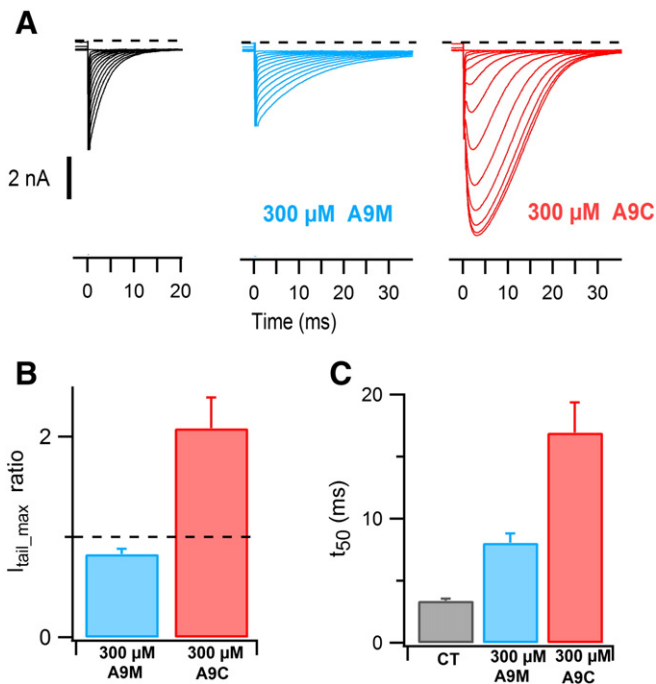 A
2 nA
300 µM A9M
300 µM A9C
0 10 20
0 10 20 30
0 10 20 30
Time (ms)
B
I_tail_max ratio
2
0
300 µM
A9M
300 µM
A9C
C
t50 (ms)
20
10
0
CT
300 µM
A9M
300 µM
A9C